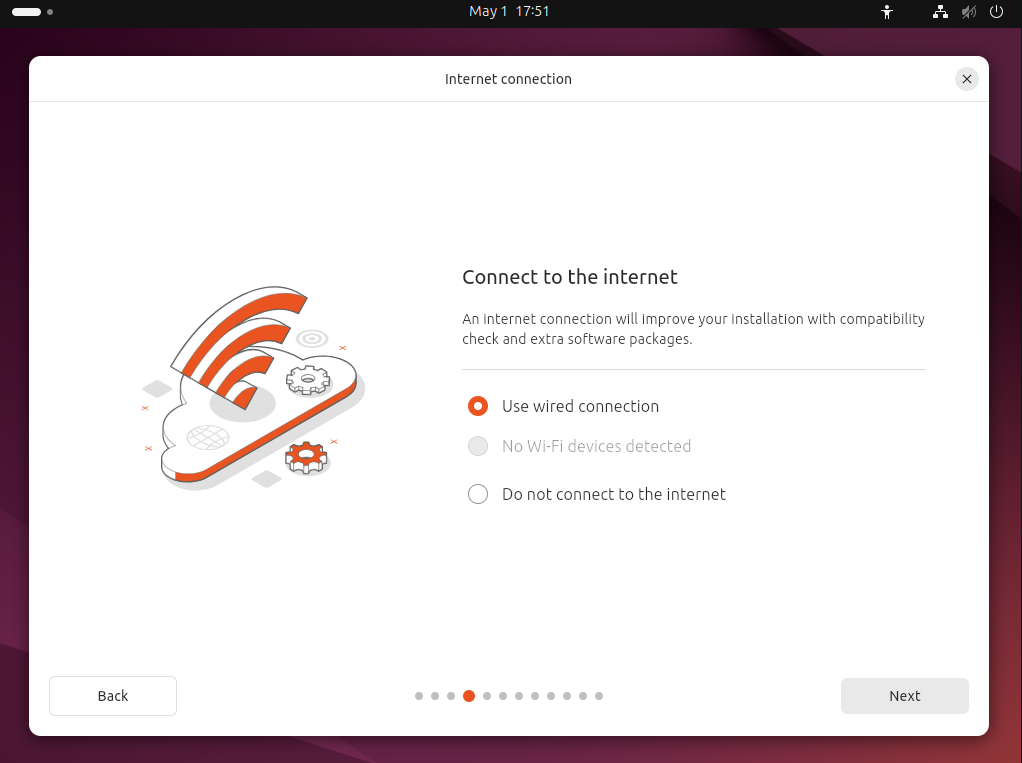 May 1 17:51
Internet connection
Connect to the internet
An internet connection will improve your installation with compatibility
check and extra software packages.
Use wired connection
No Wi-Fi devices detected
Do not connect to the internet
Back
Next